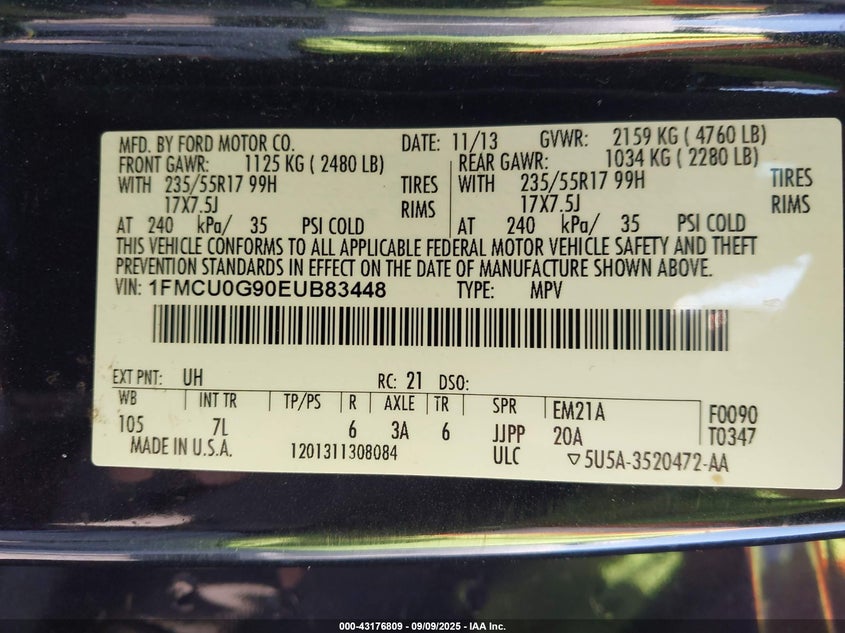 MFD. BY FORD MOTOR CO. DATE: 11/13 GVWR: 2159 KG ( 4760 LB)
FRONT GAWR: 1125 KG ( 2480 LB) REAR GAWR: 1034 KG ( 2280 LB)
WITH 235/55R17 99H TIRES WITH 235/55R17 99H TIRES
17X7.5J RIMS 17X7.5J RIMS
AT 240 kPa/ 35 PSI COLD AT 240 kPa/ 35 PSI COLD
THIS VEHICLE CONFORMS TO ALL APPLICABLE FEDERAL MOTOR VEHICLE SAFETY AND THEFT
PREVENTION STANDARDS IN EFFECT ON THE DATE OF MANUFACTURE SHOWN ABOVE.
VIN: 1FMCU0G90EUB83448 TYPE: MPV
EXT PNT: UH RC: 21 DSO:
WB INT TR TP/PS R AXLE TR SPR EM21A F0090
105 7L 6 3A 6 JJPP 20A T0347
MADE IN U.S.A. 1201311308084 ULC ▽5U5A-3520472-AA
000-43176809 - 09/09/2025 - IAA Inc.